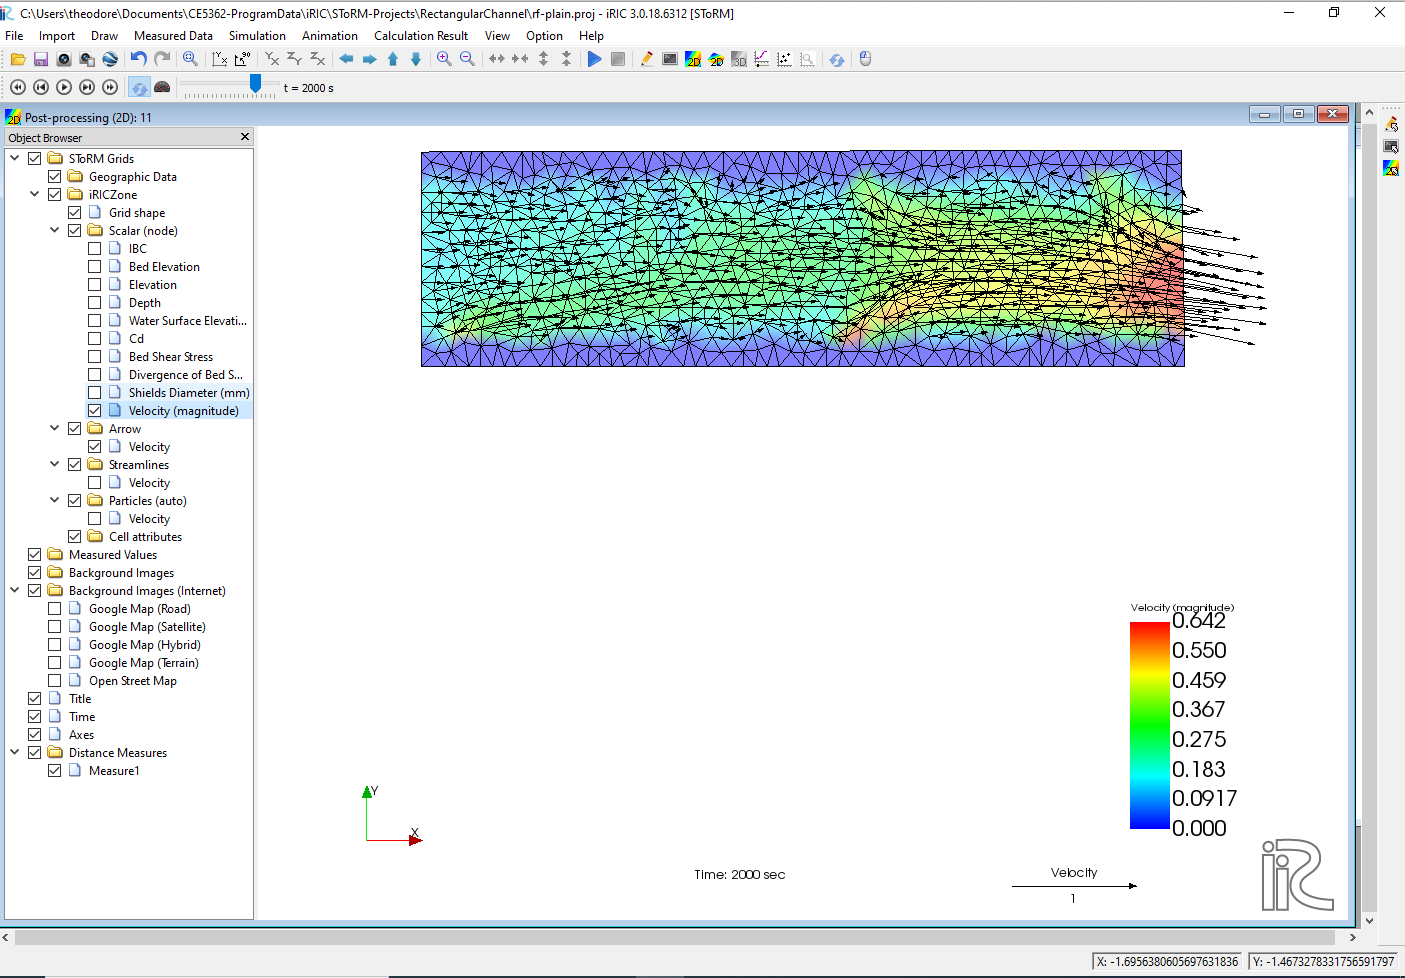 C:\Users\theodore\Documents\CE5362-ProgramData\iRIC\SToRM-Projects\RectangularChannel\rf-plain.proj - iRIC 3.0.18.6312 [SToRM]
File Import Draw Measured Data Simulation Animation Calculation Result View Option Help
t = 2000 s
Post-processing (2D): 11
Object Browser
SToRM Grids
Geographic Data
iRICZone
Grid shape
Scalar (node)
IBC
Bed Elevation
Elevation
Depth
Water Surface Elevati...
Cd
Bed Shear Stress
Divergence of Bed S...
Shields Diameter (mm)
Velocity (magnitude)
Arrow
Velocity
Streamlines
Velocity
Particles (auto)
Velocity
Cell attributes
Measured Values
Background Images
Background Images (Internet)
Google Map (Road)
Google Map (Satellite)
Google Map (Hybrid)
Google Map (Terrain)
Open Street Map
Title
Time
Axes
Distance Measures
Measure1
Velocity (magnitude)
0.642
0.550
0.459
0.367
0.275
0.183
0.0917
0.000
Y
X
Time: 2000 sec
Velocity
1
iRIC
X: -1.6956380605697631836 Y: -1.4673278331756591797